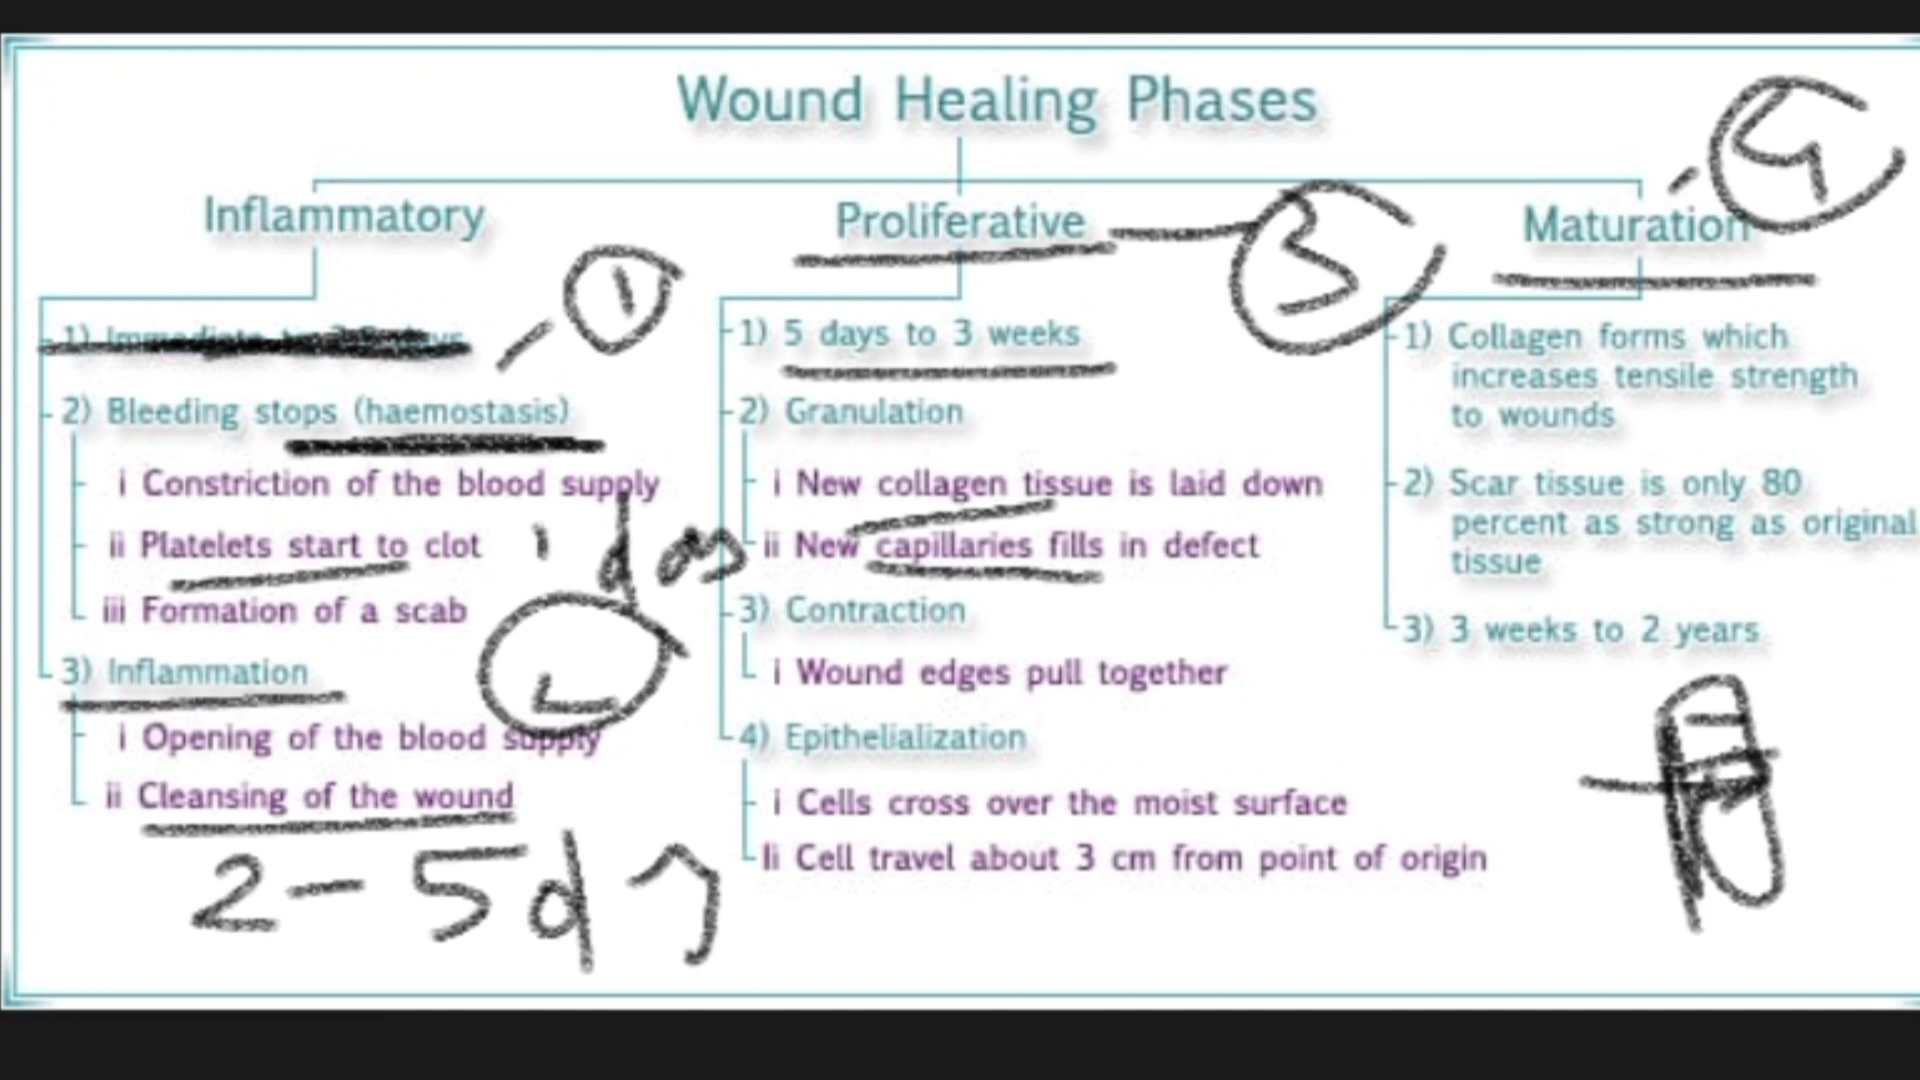 Wound Healing Phases
Inflammatory
1) Immediate to 2-5 days
2) Bleeding stops (haemostasis)
i Constriction of the blood supply
ii Platelets start to clot
iii Formation of a scab
3) Inflammation
i Opening of the blood supply
ii Cleansing of the wound
2-5d
1
Proliferative
3
1) 5 days to 3 weeks
2) Granulation
i New collagen tissue is laid down
ii New capillaries fills in defect
3) Contraction
i Wound edges pull together
4) Epithelialization
i Cells cross over the moist surface
Ii Cell travel about 3 cm from point of origin
Maturation
4
1) Collagen forms which
increases tensile strength
to wounds
2) Scar tissue is only 80
percent as strong as original
tissue
3) 3 weeks to 2 years